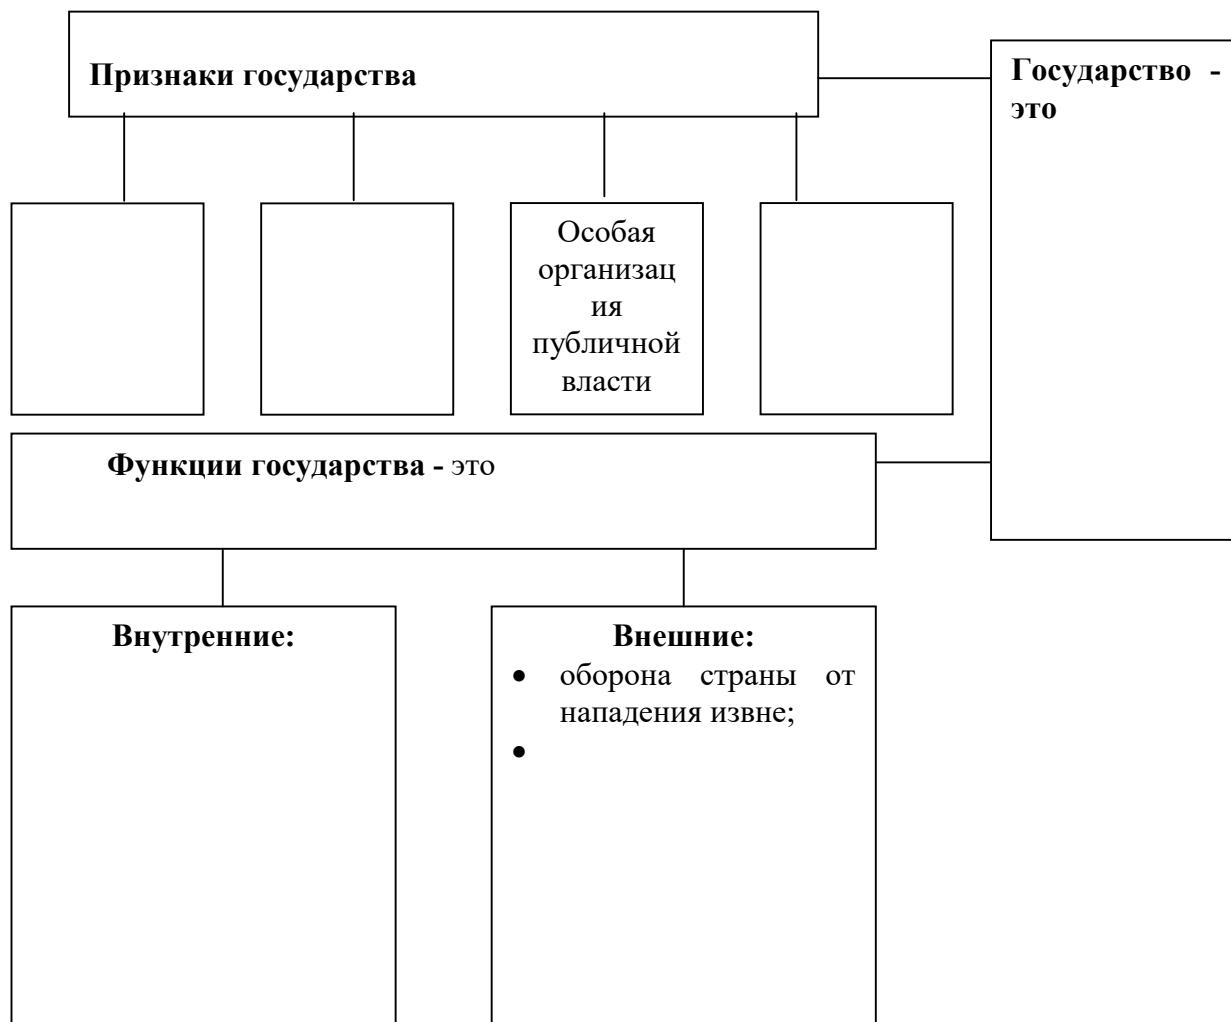 Признаки государства
Государство -
это
Особая
организац
ия
публичной
власти
Функции государства - это
Внутренние:
Внешние:
• оборона страны от
нападения извне;
•